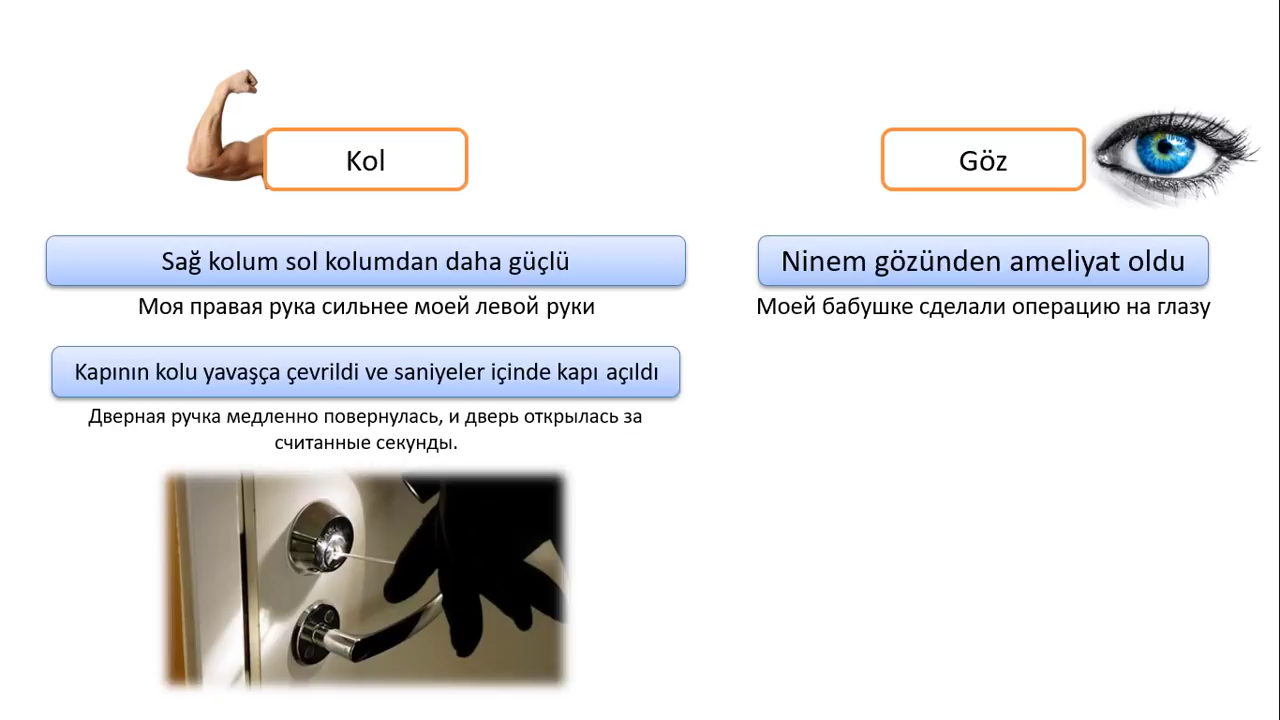 Kol
Sağ kolum sol kolumdan daha güçlü
Моя правая рука сильнее моей левой руки
Kapının kolu yavaşça çevrildi ve saniyeler içinde kapı açıldı
Дверная ручка медленно повернулась, и дверь открылась за
считанные секунды.
Göz
Ninem gözünden ameliyat oldu
Моей бабушке сделали операцию на глазу